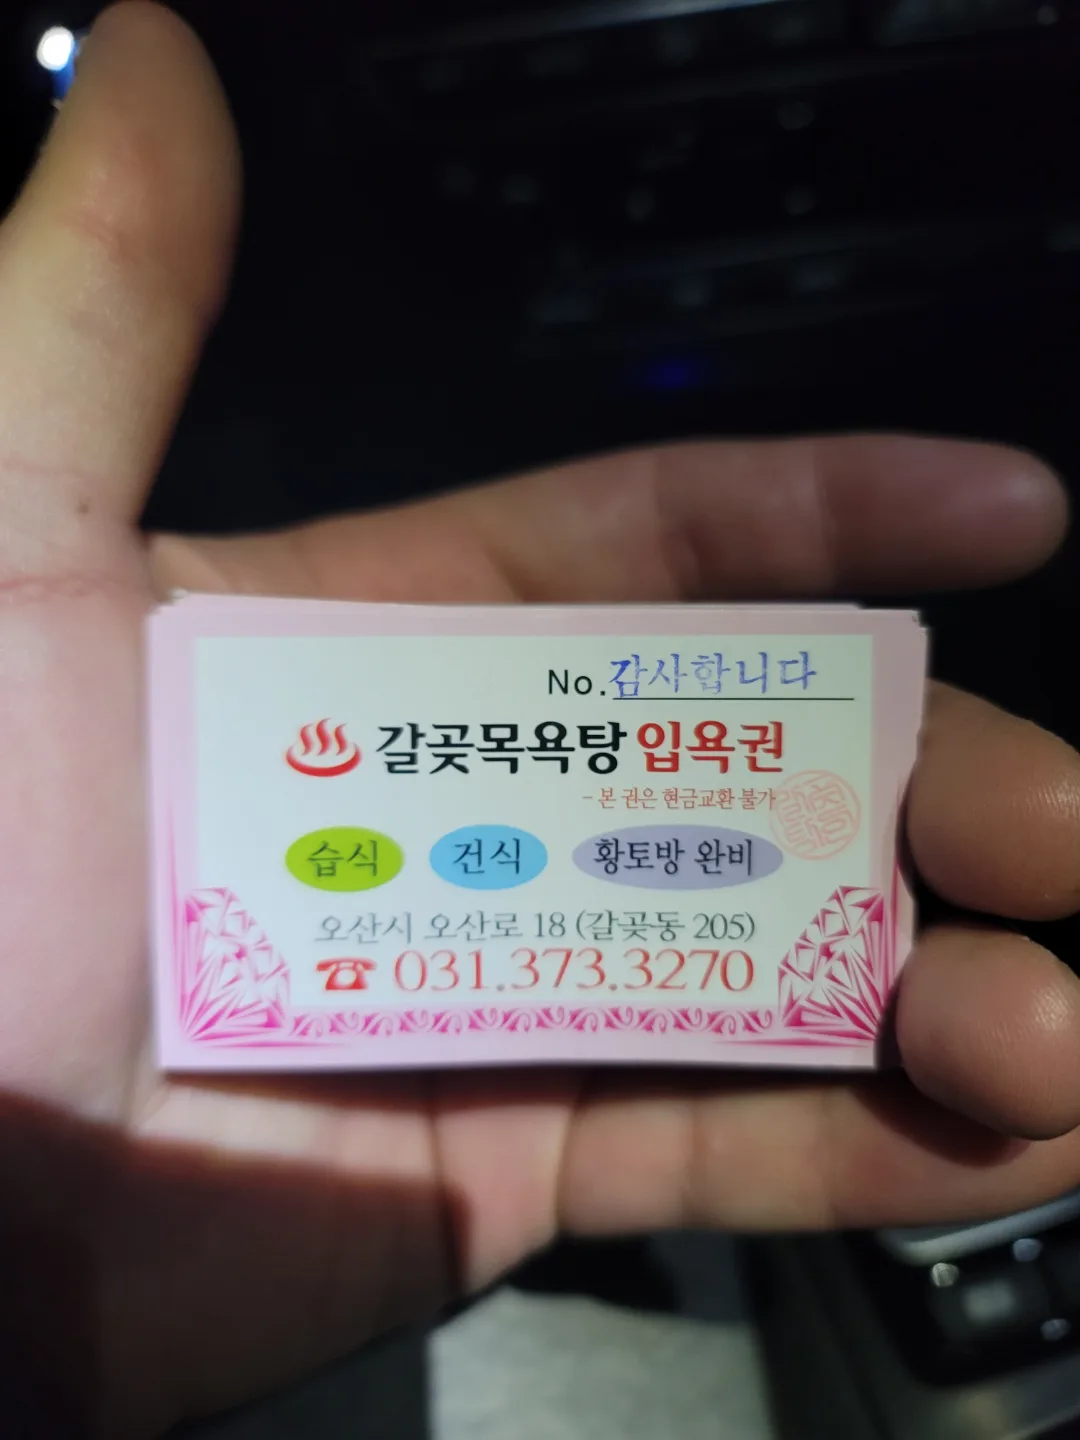 No. 감사합니다
갈곶목욕탕 입욕권
- 본 권은 현금교환 불가
습식 건식 황토방 완비
오산시 오산로 18 (갈곶동 205)
☎ 031.373.3270